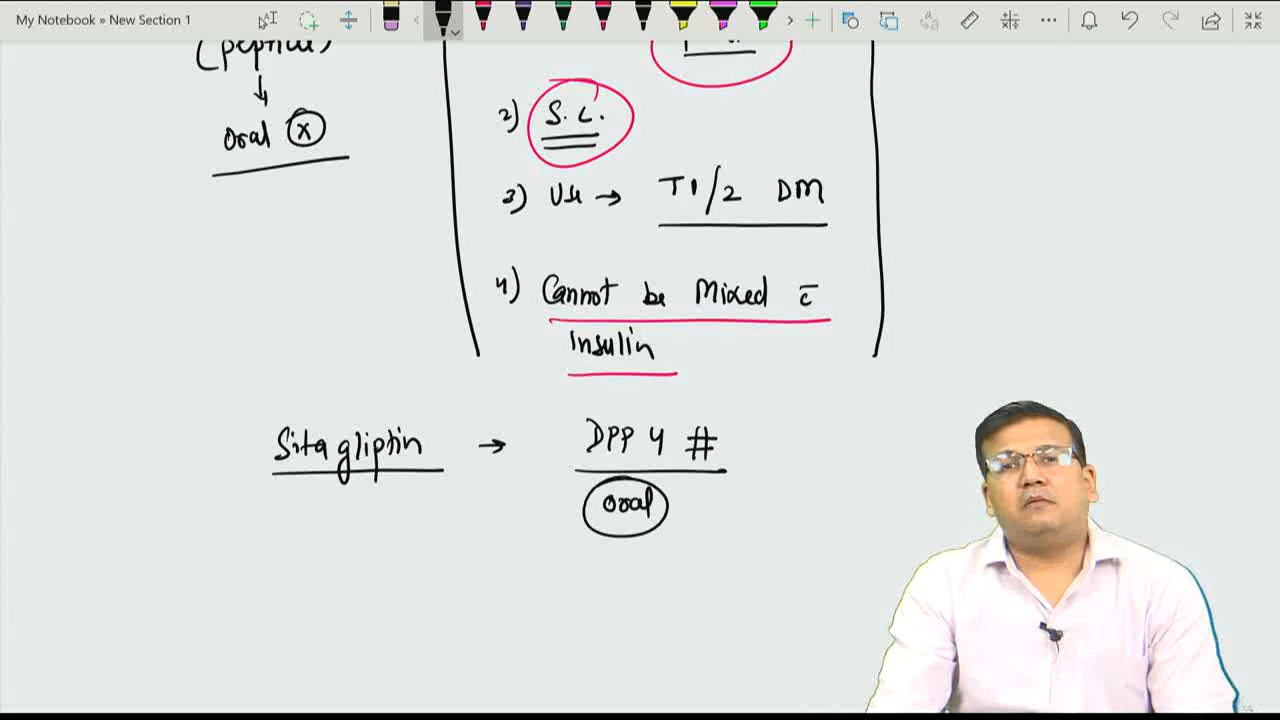 My Notebook » New Section 1
(peptide)
↓
oral (x)
2) S.C.
3) Use → T1/2 DM
4) Cannot be Mixed c̄
Insulin
Sitagliptin → DPP 4 #
oral